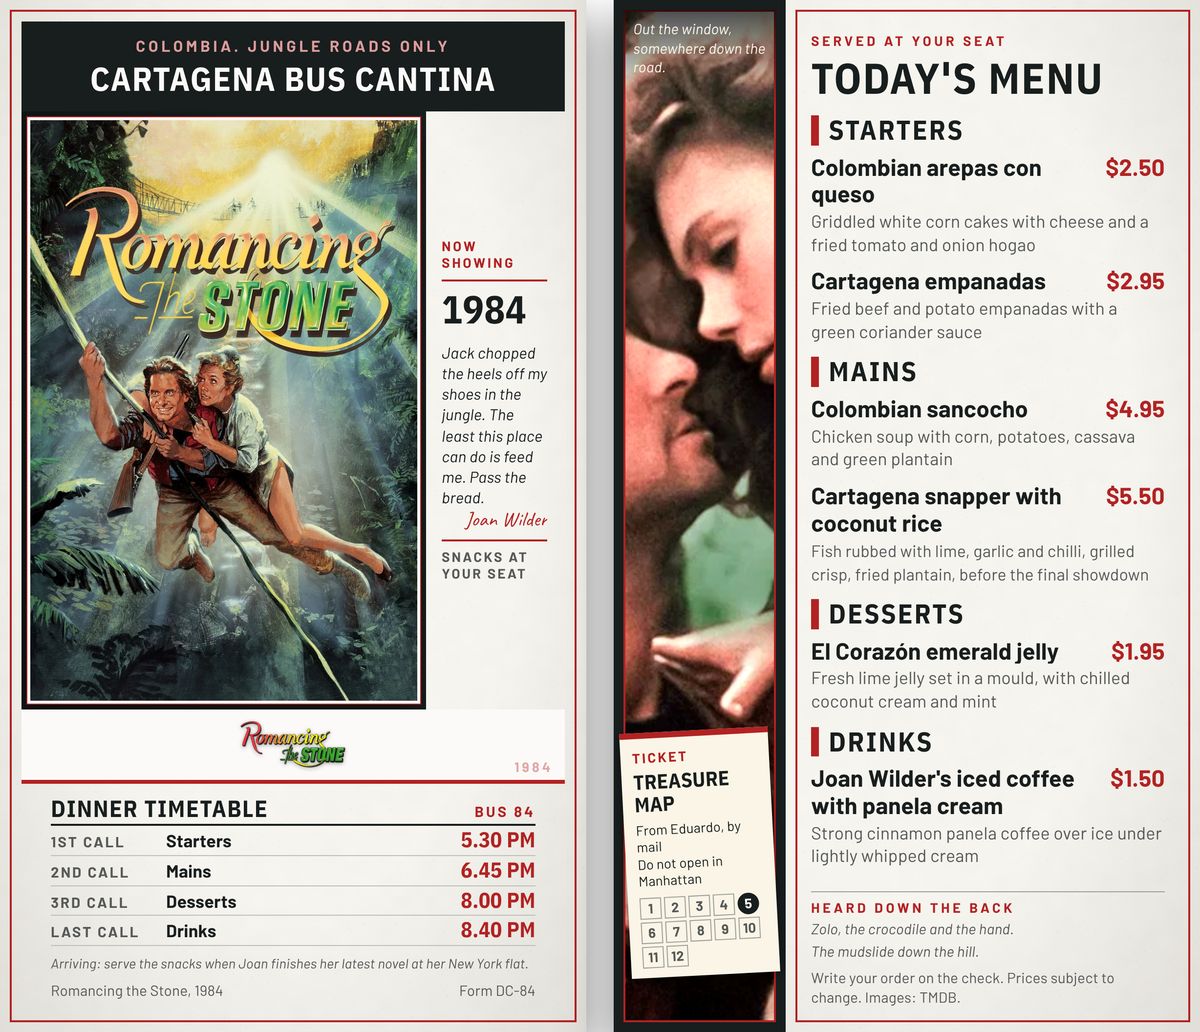 COLOMBIA. JUNGLE ROADS ONLY
CARTAGENA BUS CANTINA
Romancing
The STONE
NOW
SHOWING
1984
Jack chopped
the heels off my
shoes in the
jungle. The
least this place
can do is feed
me. Pass the
bread.
Joan Wilder
SNACKS AT
YOUR SEAT
Romancing
The STONE
1984
DINNER TIMETABLE BUS 84
1ST CALL Starters 5.30 PM
2ND CALL Mains 6.45 PM
3RD CALL Desserts 8.00 PM
LAST CALL Drinks 8.40 PM
Arriving: serve the snacks when Joan finishes her latest novel at her New York flat.
Romancing the Stone, 1984 Form DC-84
Out the window,
somewhere down the
road.
TICKET
TREASURE
MAP
From Eduardo, by
mail
Do not open in
Manhattan
1 2 3 4 5
6 7 8 9 10
11 12
SERVED AT YOUR SEAT
TODAY'S MENU
STARTERS
Colombian arepas con $2.50
queso
Griddled white corn cakes with cheese and a
fried tomato and onion hogao
Cartagena empanadas $2.95
Fried beef and potato empanadas with a
green coriander sauce
MAINS
Colombian sancocho $4.95
Chicken soup with corn, potatoes, cassava
and green plantain
Cartagena snapper with $5.50
coconut rice
Fish rubbed with lime, garlic and chilli, grilled
crisp, fried plantain, before the final showdown
DESSERTS
El Corazón emerald jelly $1.95
Fresh lime jelly set in a mould, with chilled
coconut cream and mint
DRINKS
Joan Wilder's iced coffee $1.50
with panela cream
Strong cinnamon panela coffee over ice under
lightly whipped cream
HEARD DOWN THE BACK
Zolo, the crocodile and the hand.
The mudslide down the hill.
Write your order on the check. Prices subject to
change. Images: TMDB.